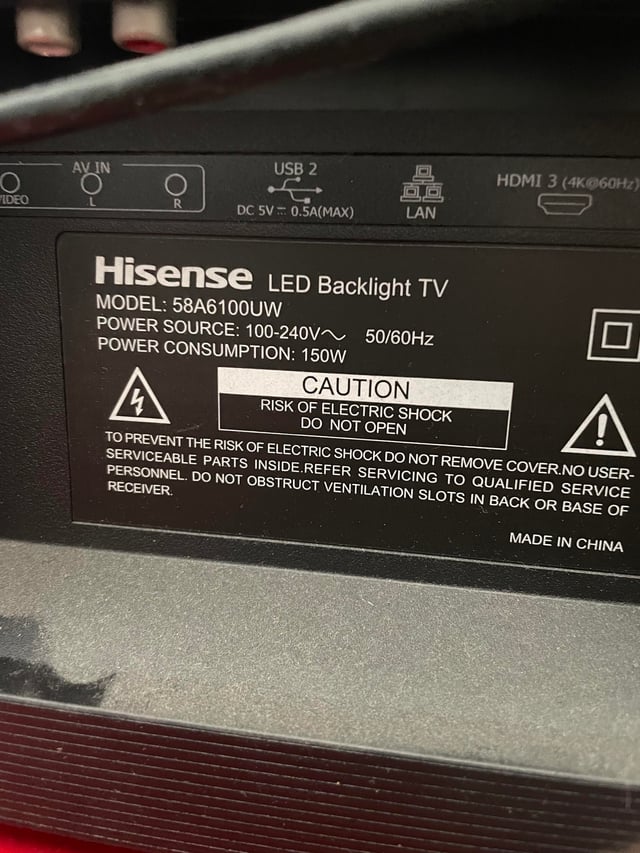 AV IN
L
R
USB 2
DC 5V ⎓ 0.5A(MAX)
LAN
HDMI 3 (4K@60Hz)
Hisense LED Backlight TV
MODEL: 58A6100UW
POWER SOURCE: 100-240V～ 50/60Hz
POWER CONSUMPTION: 150W
CAUTION
RISK OF ELECTRIC SHOCK
DO NOT OPEN
TO PREVENT THE RISK OF ELECTRIC SHOCK DO NOT REMOVE COVER.NO USER-
SERVICEABLE PARTS INSIDE.REFER SERVICING TO QUALIFIED SERVICE
PERSONNEL. DO NOT OBSTRUCT VENTILATION SLOTS IN BACK OR BASE OF
RECEIVER.
MADE IN CHINA